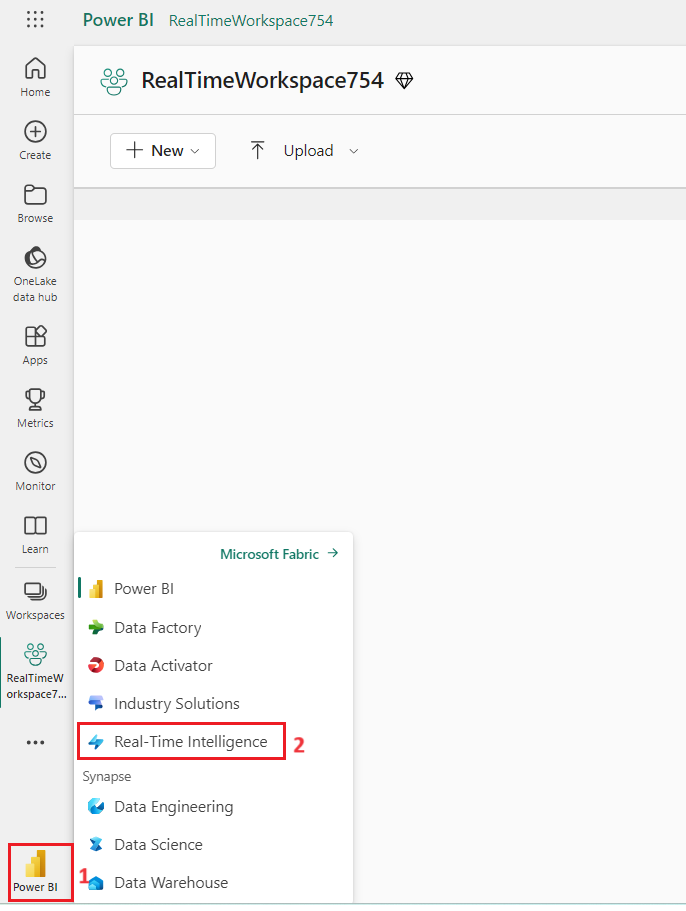 Power BI RealTimeWorkspace754
Home
Create
Browse
OneLake
data hub
Apps
Metrics
Monitor
Learn
Workspaces
RealTimeW
orkspace7...
Power BI
RealTimeWorkspace754
New
Upload
Microsoft Fabric
Power BI
Data Factory
Data Activator
Industry Solutions
Real-Time Intelligence 2
Synapse
Data Engineering
Data Science
1 Data Warehouse